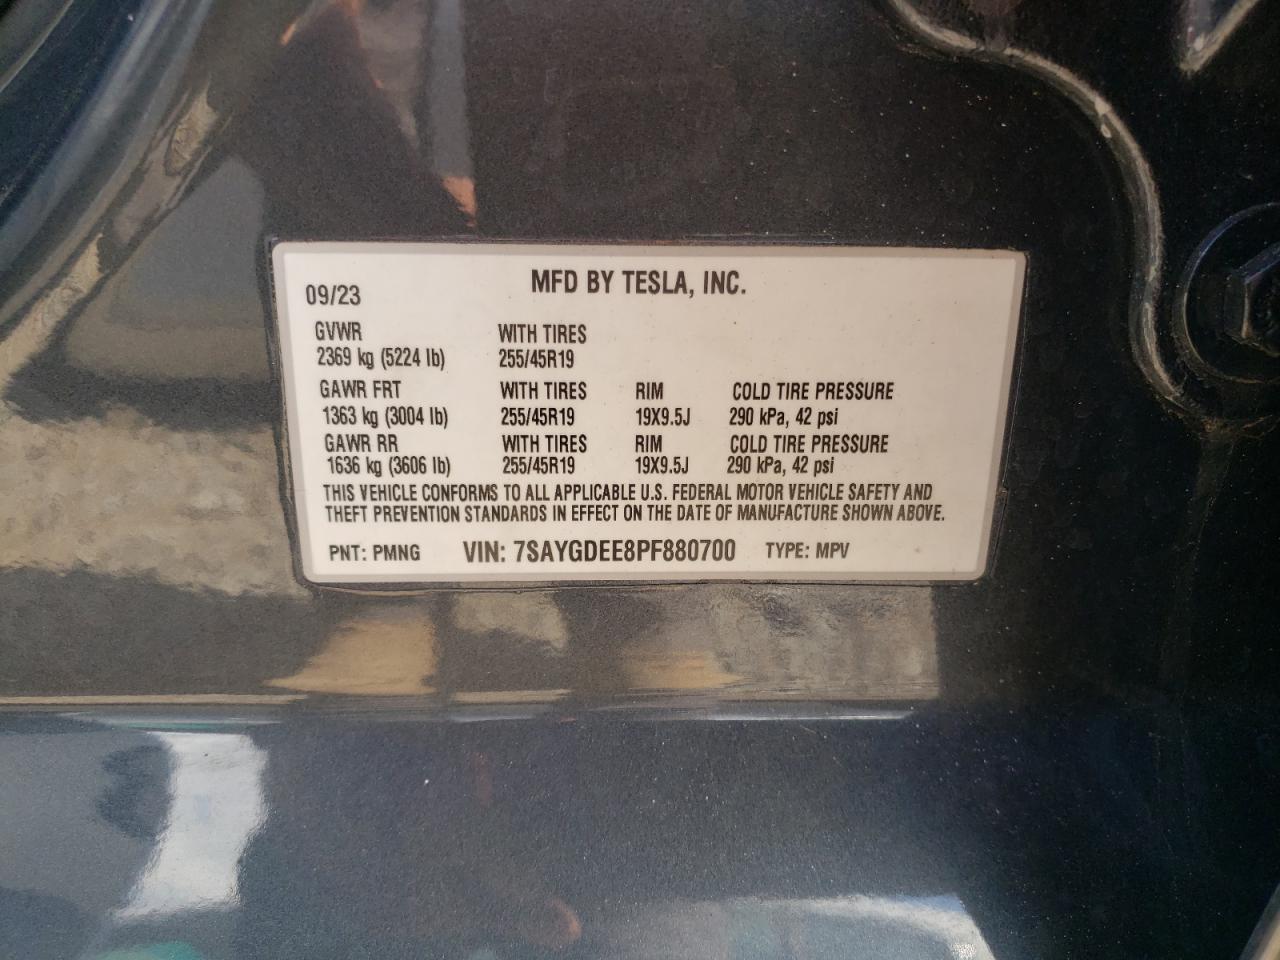 MFD BY TESLA, INC.
09/23
GVWR WITH TIRES
2369 kg (5224 lb) 255/45R19
GAWR FRT WITH TIRES RIM COLD TIRE PRESSURE
1363 kg (3004 lb) 255/45R19 19X9.5J 290 kPa, 42 psi
GAWR RR WITH TIRES RIM COLD TIRE PRESSURE
1636 kg (3606 lb) 255/45R19 19X9.5J 290 kPa, 42 psi
THIS VEHICLE CONFORMS TO ALL APPLICABLE U.S. FEDERAL MOTOR VEHICLE SAFETY AND
THEFT PREVENTION STANDARDS IN EFFECT ON THE DATE OF MANUFACTURE SHOWN ABOVE.
PNT: PMNG VIN: 7SAYGDEE8PF880700 TYPE: MPV